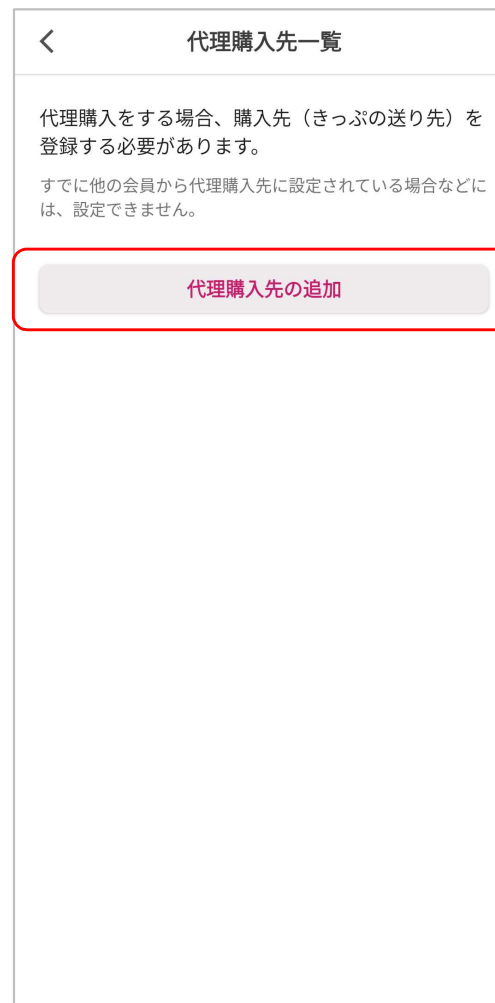 代理購入先一覧
代理購入をする場合、購入先（きっぷの送り先）を
登録する必要があります。
すでに他の会員から代理購入先に設定されている場合などに
は、設定できません。
代理購入先の追加